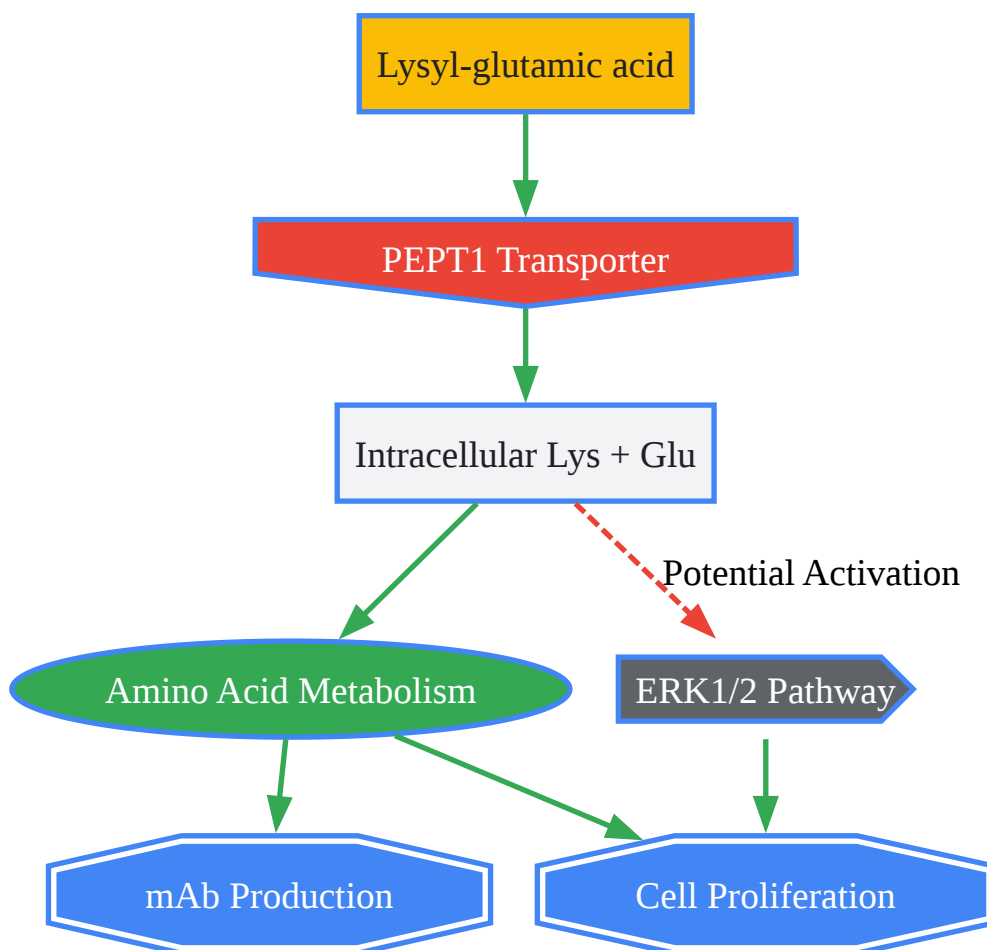 Lysyl-glutamic acid
PEPT1 Transporter
Intracellular Lys + Glu
Potential Activation
Amino Acid Metabolism
ERK1/2 Pathway
mAb Production
Cell Proliferation